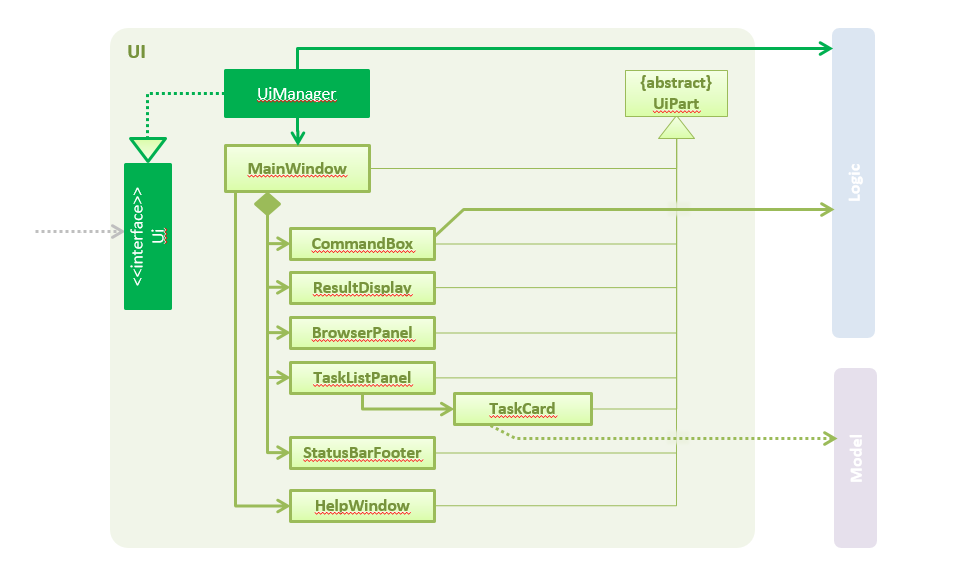 UI
UiManager
{abstract}
UiPart
MainWindow
<<interface>>
Ui
Logic
CommandBox
ResultDisplay
BrowserPanel
TaskListPanel
TaskCard
StatusBarFooter
Model
HelpWindow